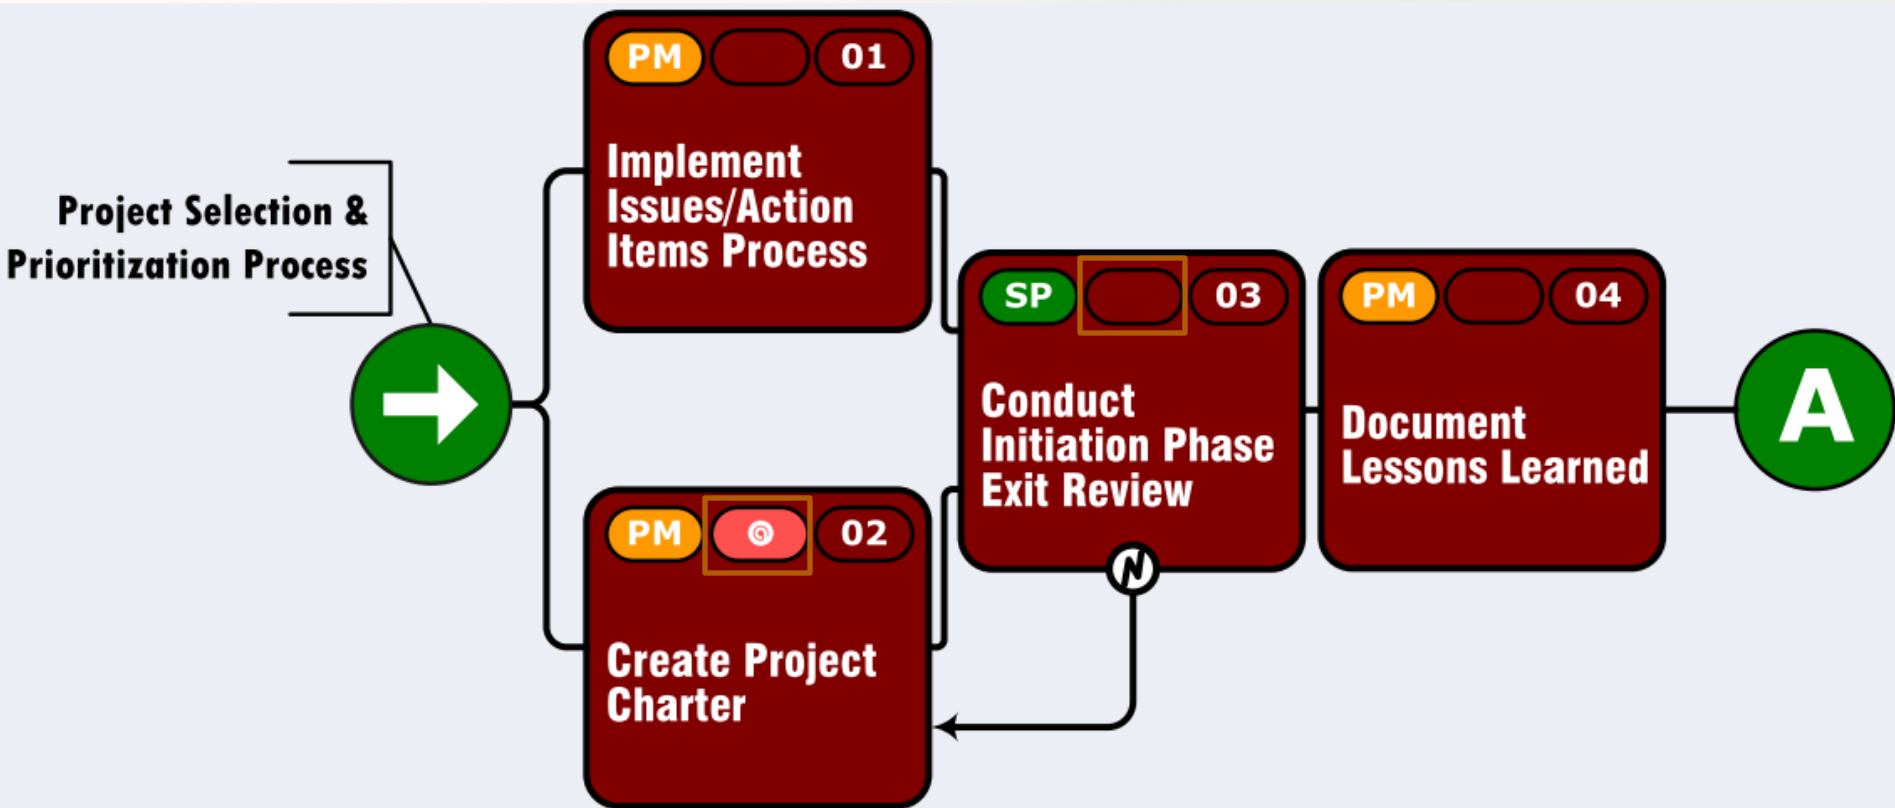 Project Selection &
Prioritization Process
PM 01
Implement
Issues/Action
Items Process
PM 02
Create Project
Charter
SP 03
Conduct
Initiation Phase
Exit Review
N
PM 04
Document
Lessons Learned
A